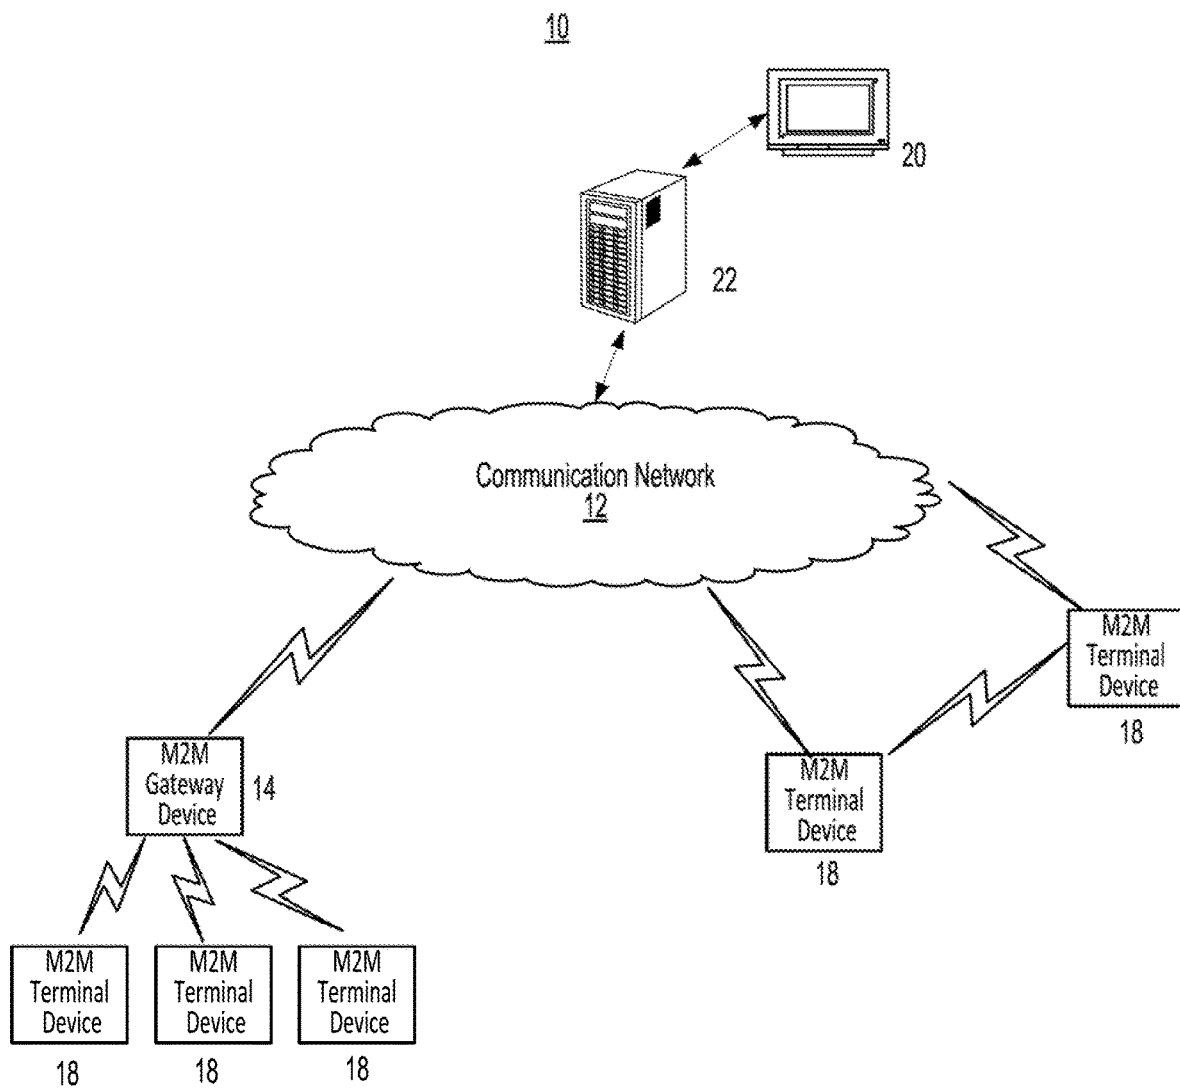 10
20
22
Communication Network
12
M2M
Terminal
Device
18
M2M
Gateway
Device
14
M2M
Terminal
Device
18
M2M
Terminal
Device
18
M2M
Terminal
Device
18
M2M
Terminal
Device
18